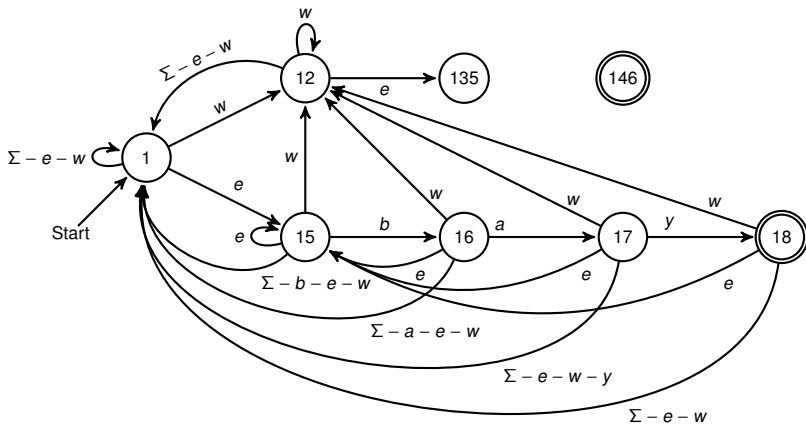 w
Σ − e − w
12
e
135
146
w
Σ − e − w
1
e
w
w
w
w
Start
e
15
b
16
a
17
y
18
Σ − b − e − w
e
e
e
Σ − a − e − w
Σ − e − w − y
Σ − e − w